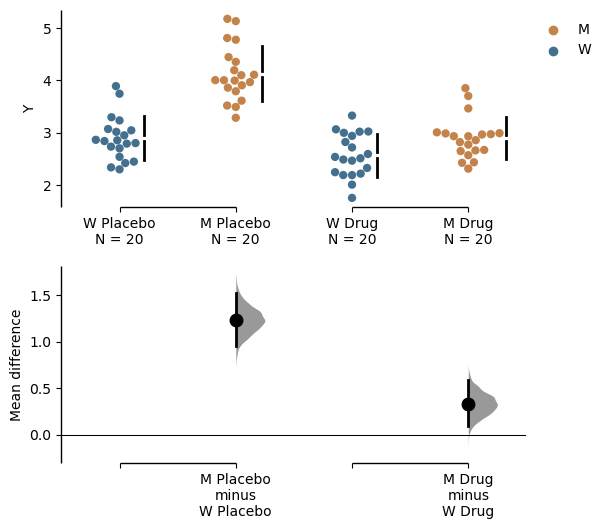 5
4
3
2
Y
M
W
W Placebo
N = 20
M Placebo
N = 20
W Drug
N = 20
M Drug
N = 20
1.5
1.0
0.5
0.0
Mean difference
M Placebo
minus
W Placebo
M Drug
minus
W Drug